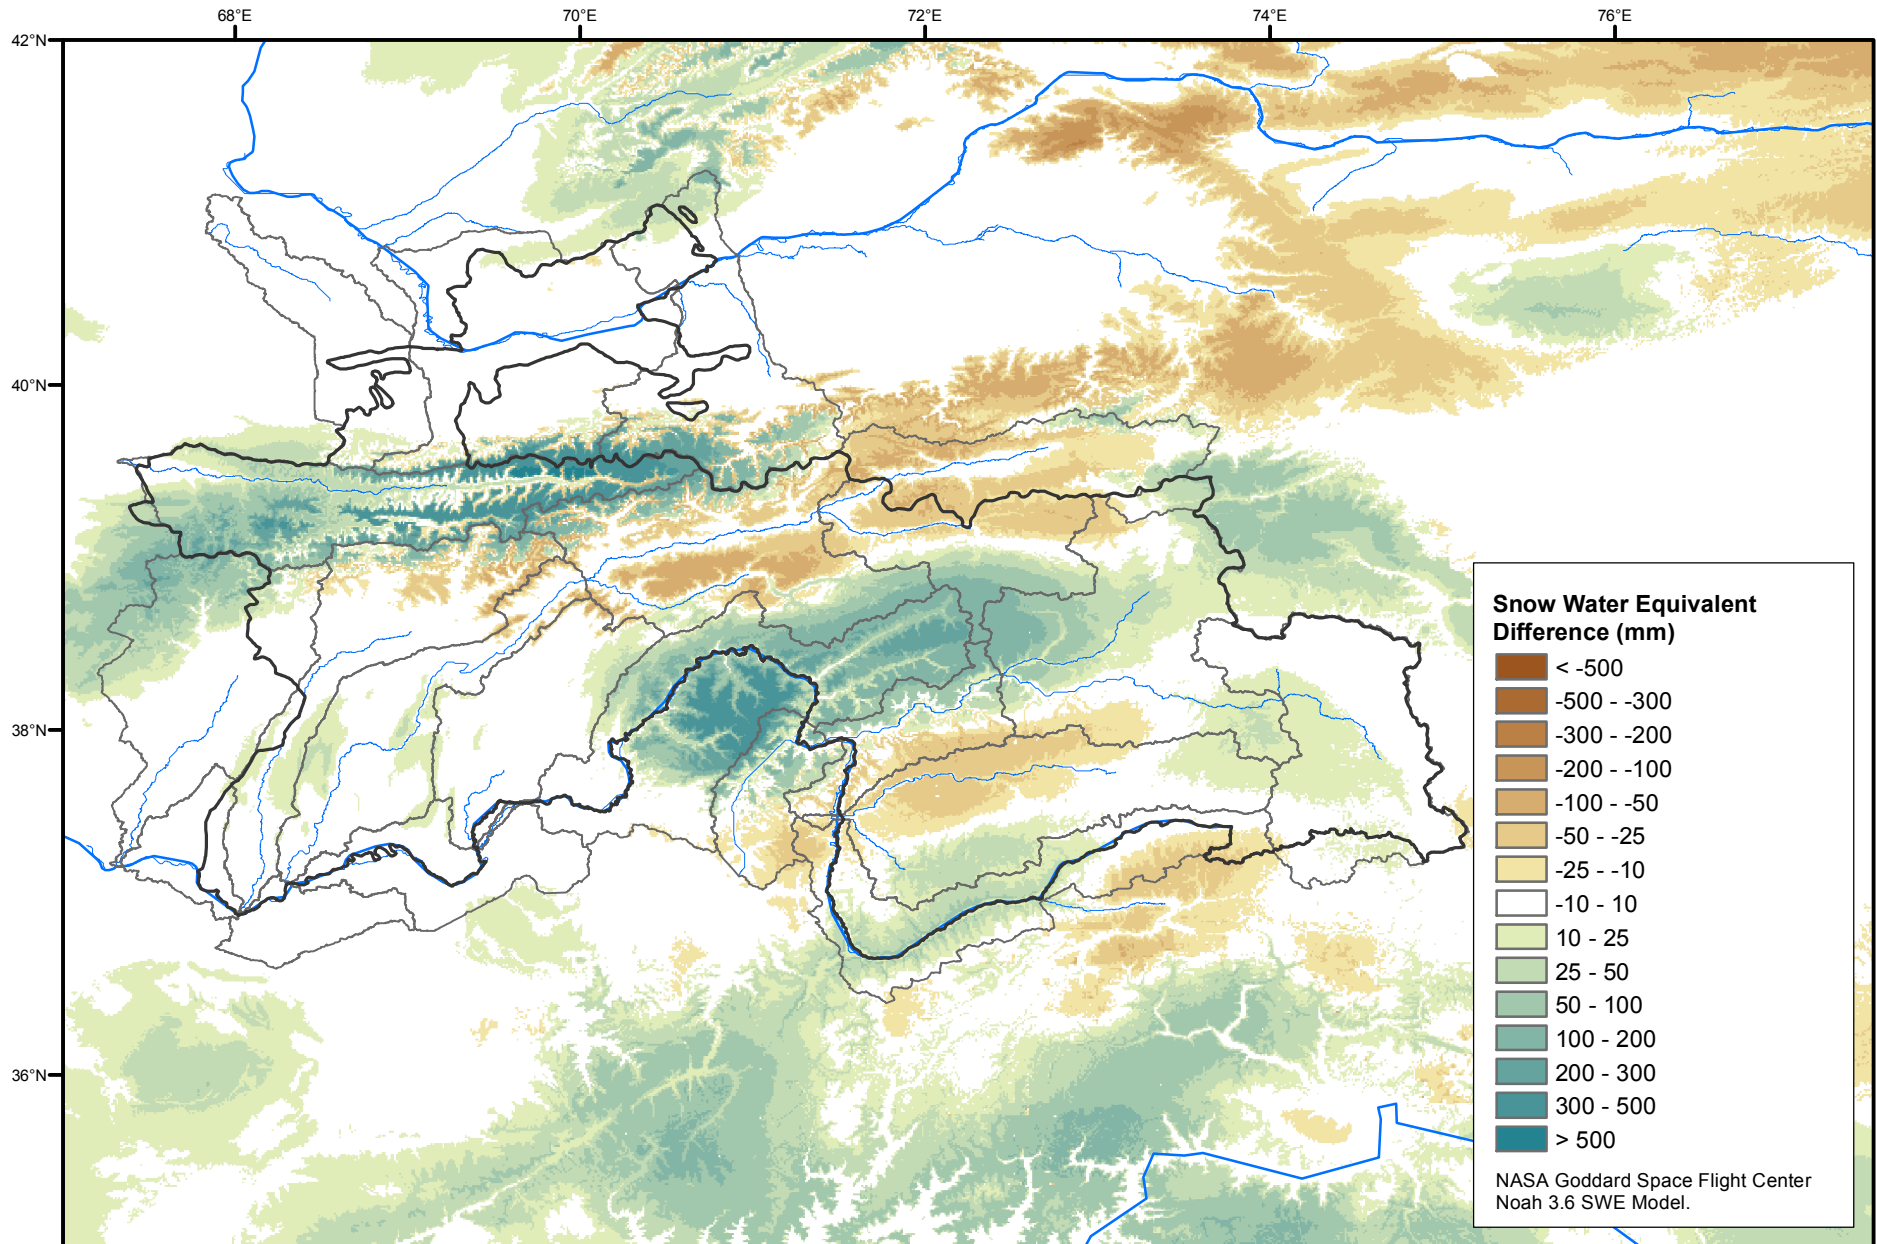 68°E 70°E 72°E 74°E 76°E
42°N
40°N
38°N
36°N
Snow Water Equivalent
Difference (mm)
< -500
-500 - -300
-300 - -200
-200 - -100
-100 - -50
-50 - -25
-25 - -10
-10 - 10
10 - 25
25 - 50
50 - 100
100 - 200
200 - 300
300 - 500
> 500
NASA Goddard Space Flight Center
Noah 3.6 SWE Model.